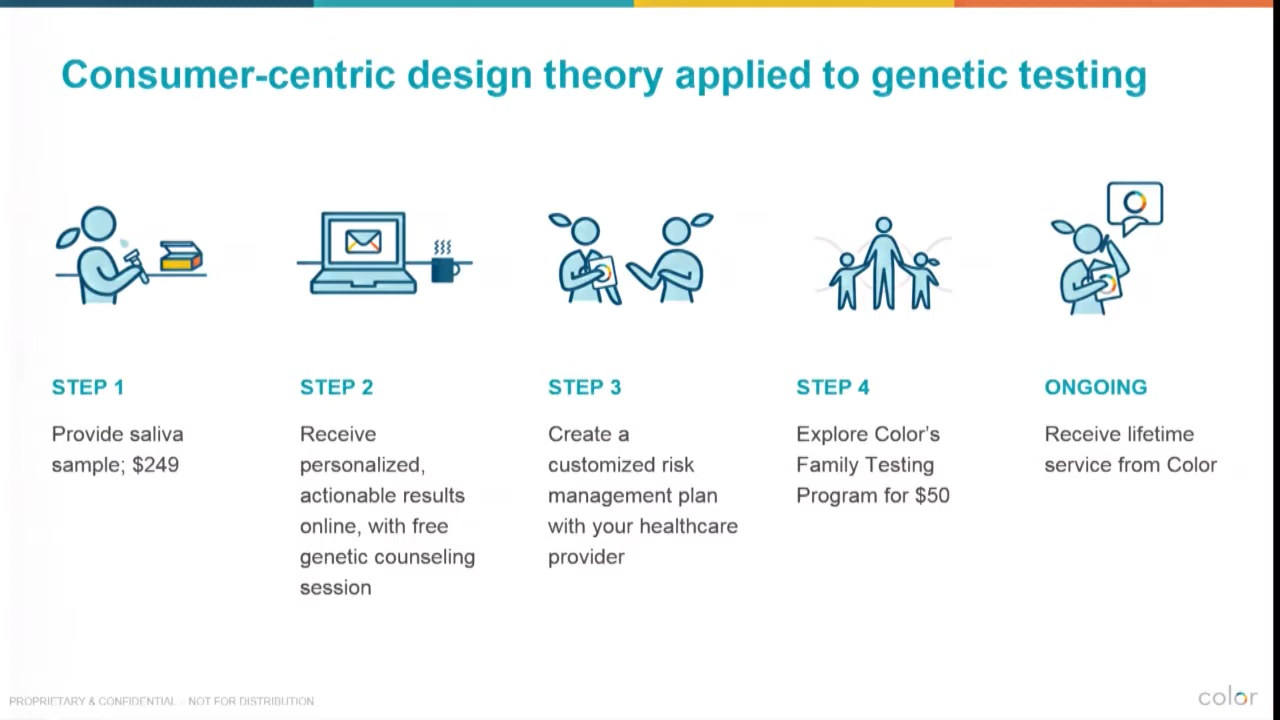 Consumer-centric design theory applied to genetic testing
STEP 1
Provide saliva
sample; $249
STEP 2
Receive
personalized,
actionable results
online, with free
genetic counseling
session
STEP 3
Create a
customized risk
management plan
with your healthcare
provider
STEP 4
Explore Color’s
Family Testing
Program for $50
ONGOING
Receive lifetime
service from Color
PROPRIETARY & CONFIDENTIAL - NOT FOR DISTRIBUTION
color